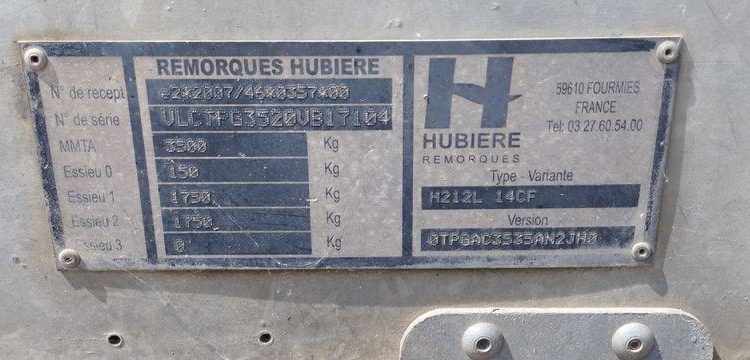 REMORQUES HUBIERE
N° de recept e2*2007/46*0357*00
N° de série VLCTPG3520VB17104
MMTA 3500 Kg
Essieu 0 150 Kg
Essieu 1 1750 Kg
Essieu 2 1750 Kg
Essieu 3 0 Kg
H
HUBIERE
REMORQUES
59610 FOURMIES
FRANCE
Tél: 03.27.60.54.00
Type - Variante
H212L 14CF
Version
0TPGAC3535AN2JH0